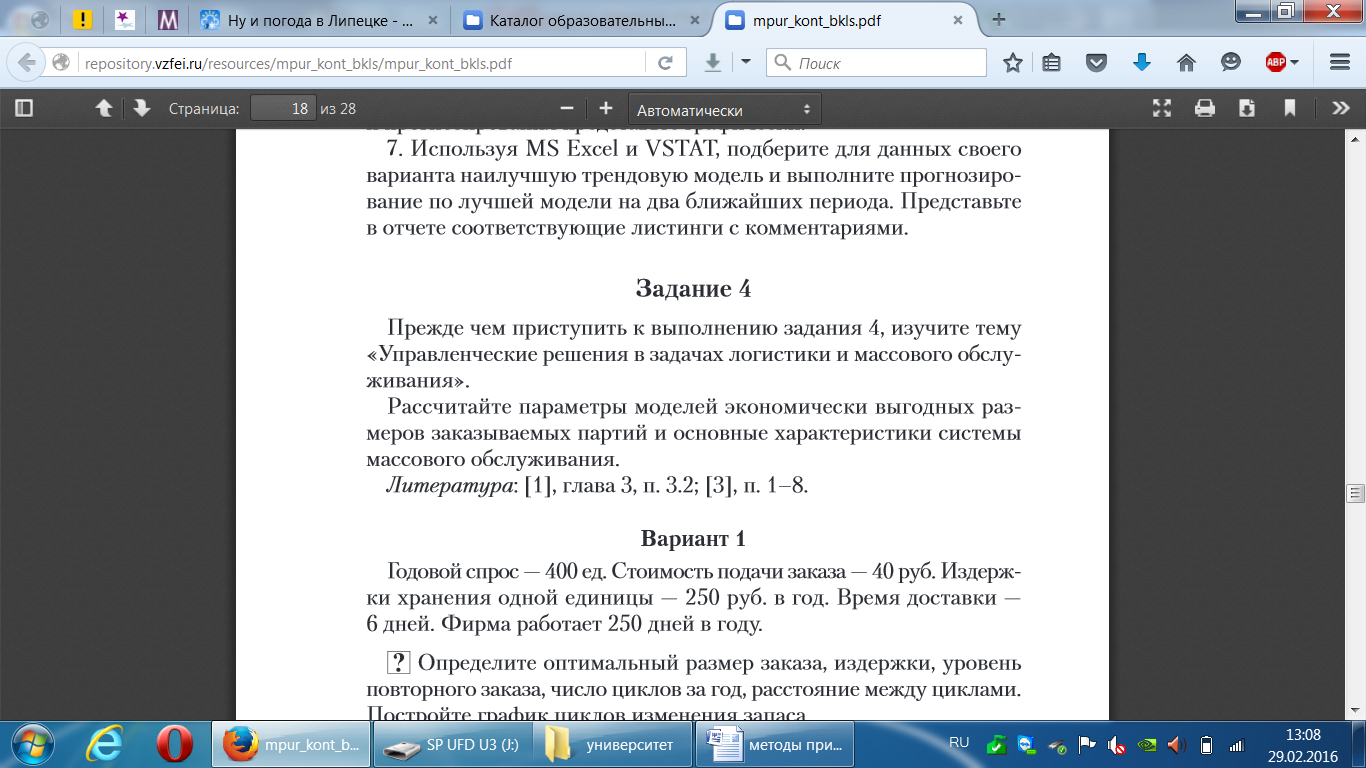 Ну и погода в Липецке - ...
Каталог образовательны...
mpur_kont_bkls.pdf
repository.vzfei.ru/resources/mpur_kont_bkls/mpur_kont_bkls.pdf
Поиск
ABP
Страница: 18 из 28
Автоматически
7. Используя MS Excel и VSTAT, подберите для данных своего
варианта наилучшую трендовую модель и выполните прогнозиро-
вание по лучшей модели на два ближайших периода. Представьте
в отчете соответствующие листинги с комментариями.
Задание 4
Прежде чем приступить к выполнению задания 4, изучите тему
«Управленческие решения в задачах логистики и массового обслу-
живания».
Рассчитайте параметры моделей экономически выгодных раз-
меров заказываемых партий и основные характеристики системы
массового обслуживания.
Литература: [1], глава 3, п. 3.2; [3], п. 1–8.
Вариант 1
Годовой спрос — 400 ед. Стоимость подачи заказа — 40 руб. Издерж-
ки хранения одной единицы — 250 руб. в год. Время доставки —
6 дней. Фирма работает 250 дней в году.
? Определите оптимальный размер заказа, издержки, уровень
повторного заказа, число циклов за год, расстояние между циклами.
Постройте график циклов изменения запаса
mpur_kont_b...
SP UFD U3 (J:)
университет
методы при...
RU
13:08
29.02.2016